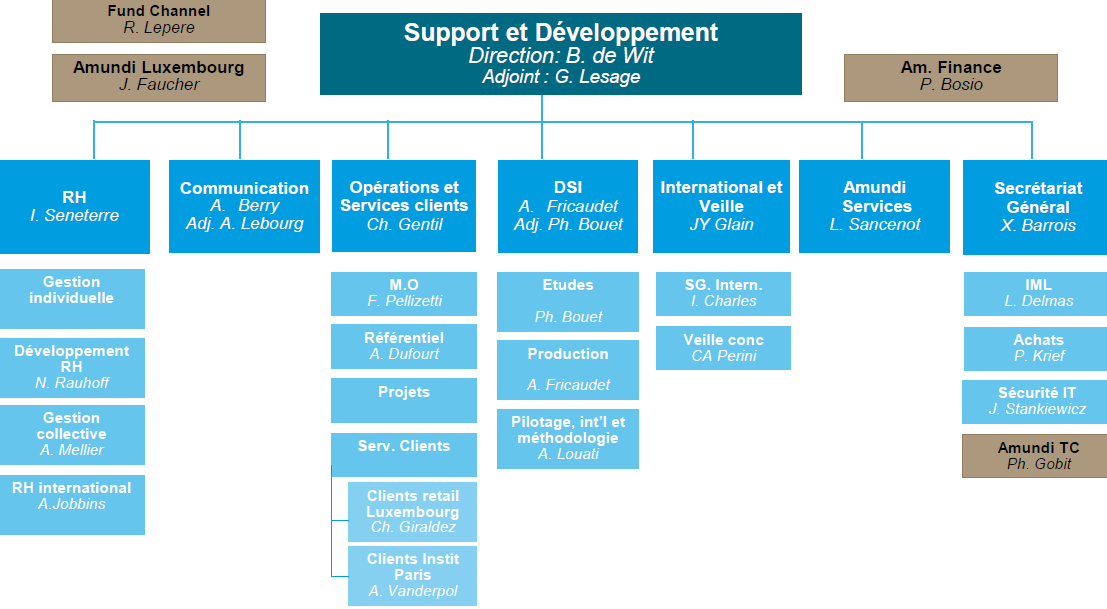 Fund Channel
R. Lepere
Amundi Luxembourg
J. Faucher
Support et Développement
Direction: B. de Wit
Adjoint : G. Lesage
Am. Finance
P. Bosio
RH
I. Seneterre
Communication
A. Berry
Adj. A. Lebourg
Opérations et
Services clients
Ch. Gentil
DSI
A. Fricaudet
Adj. Ph. Bouet
International et
Veille
JY Glain
Amundi
Services
L. Sancenot
Secrétariat
Général
X. Barrois
Gestion
individuelle
Développement
RH
N. Rauhoff
Gestion
collective
A. Mellier
RH international
A.Jobbins
M.O
F. Pellizetti
Référentiel
A. Dufourt
Projets
Serv. Clients
Clients retail
Luxembourg
Ch. Giraldez
Clients Instit
Paris
A. Vanderpol
Etudes
Ph. Bouet
Production
A. Fricaudet
Pilotage, int'l et
méthodologie
A. Louati
SG. Intern.
I. Charles
Veille conc
CA Perini
IML
L. Delmas
Achats
P. Krief
Sécurité IT
J. Stankiewicz
Amundi TC
Ph. Gobit